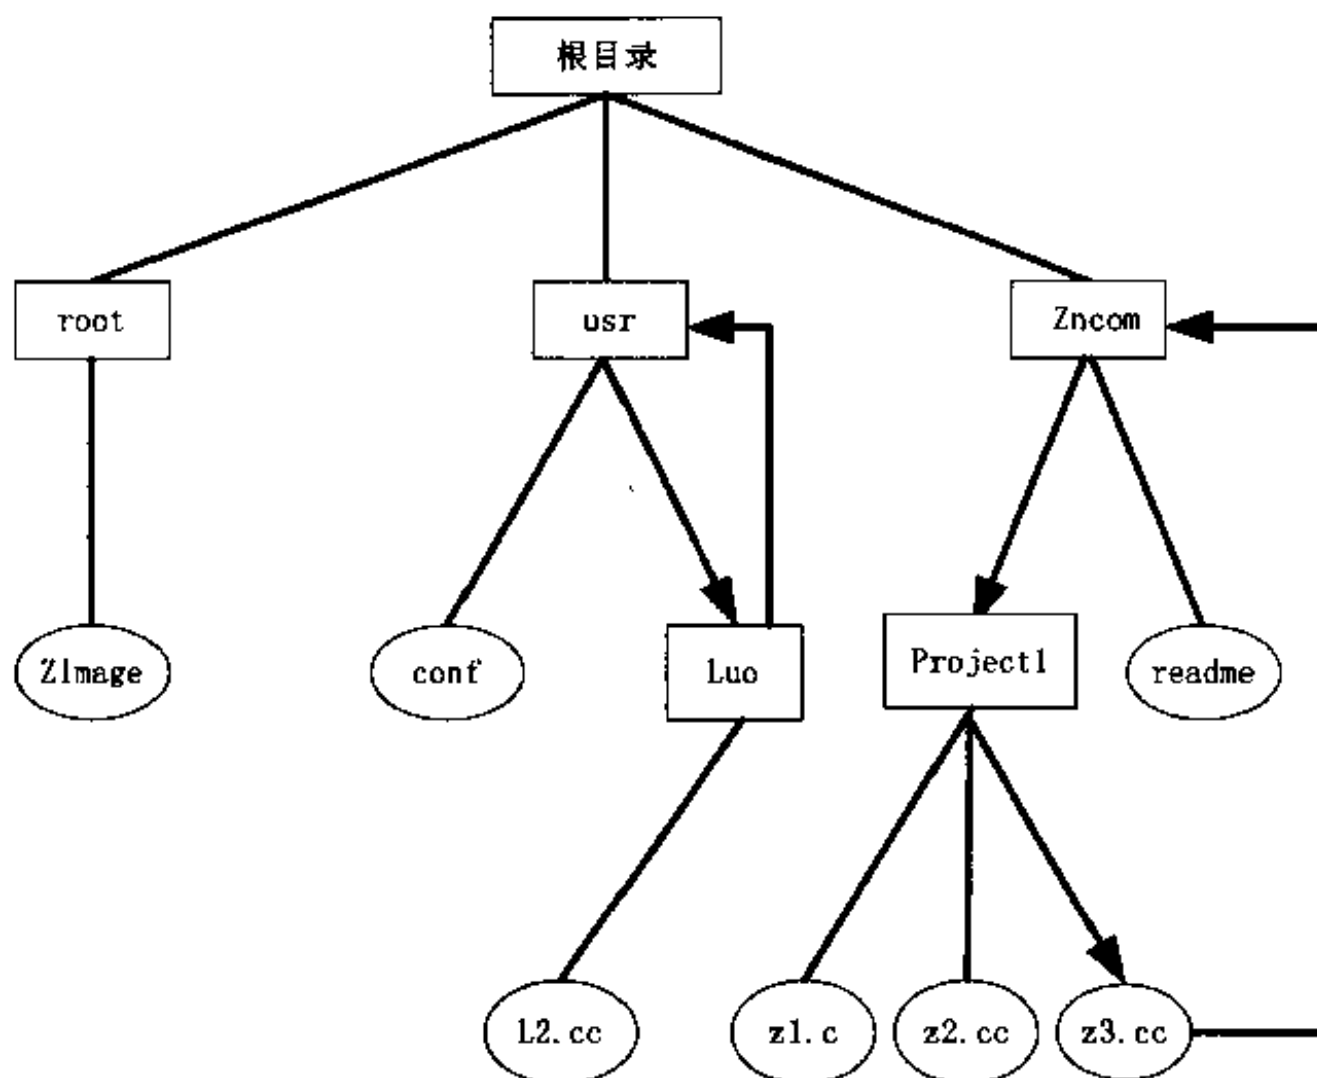 根目录
root
usr
Zncom
ZImage
conf
Luo
Project1
readme
L2.cc
z1.c
z2.cc
z3.cc